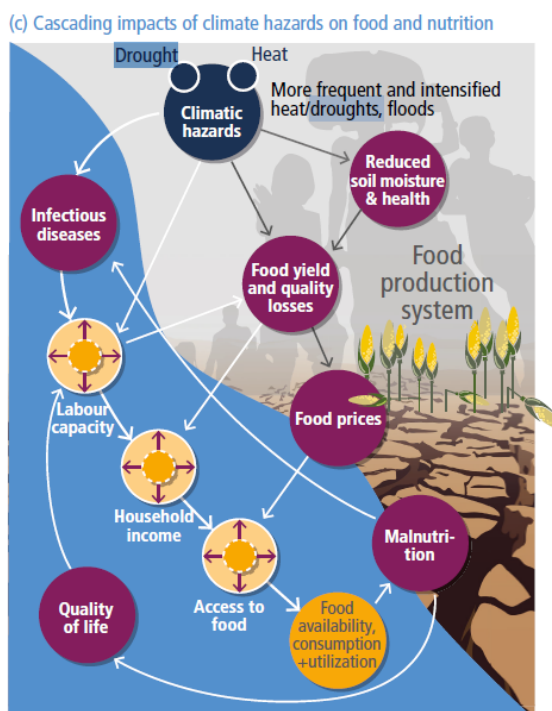 (c) Cascading impacts of climate hazards on food and nutrition
Drought
Heat
Climatic
hazards
More frequent and intensified
heat/droughts, floods
Reduced
soil moisture
& health
Infectious
diseases
Food yield
and quality
losses
Food
production
system
Labour
capacity
Food prices
Household
income
Malnutri-
tion
Access to
food
Quality
of life
Food
availability,
consumption
+utilization